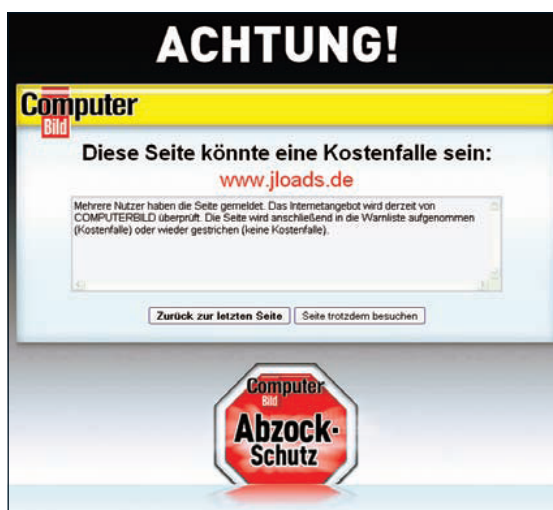 ACHTUNG!
Computer
Bild
Diese Seite könnte eine Kostenfalle sein:
www.jloads.de
Mehrere Nutzer haben die Seite gemeldet. Das Internetangebot wird derzeit von
COMPUTERBILD überprüft. Die Seite wird anschließend in die Warnliste aufgenommen
(Kostenfalle) oder wieder gestrichen (keine Kostenfalle).
Zurück zur letzten Seite Seite trotzdem besuchen
Computer
Bild
Abzock-
Schutz